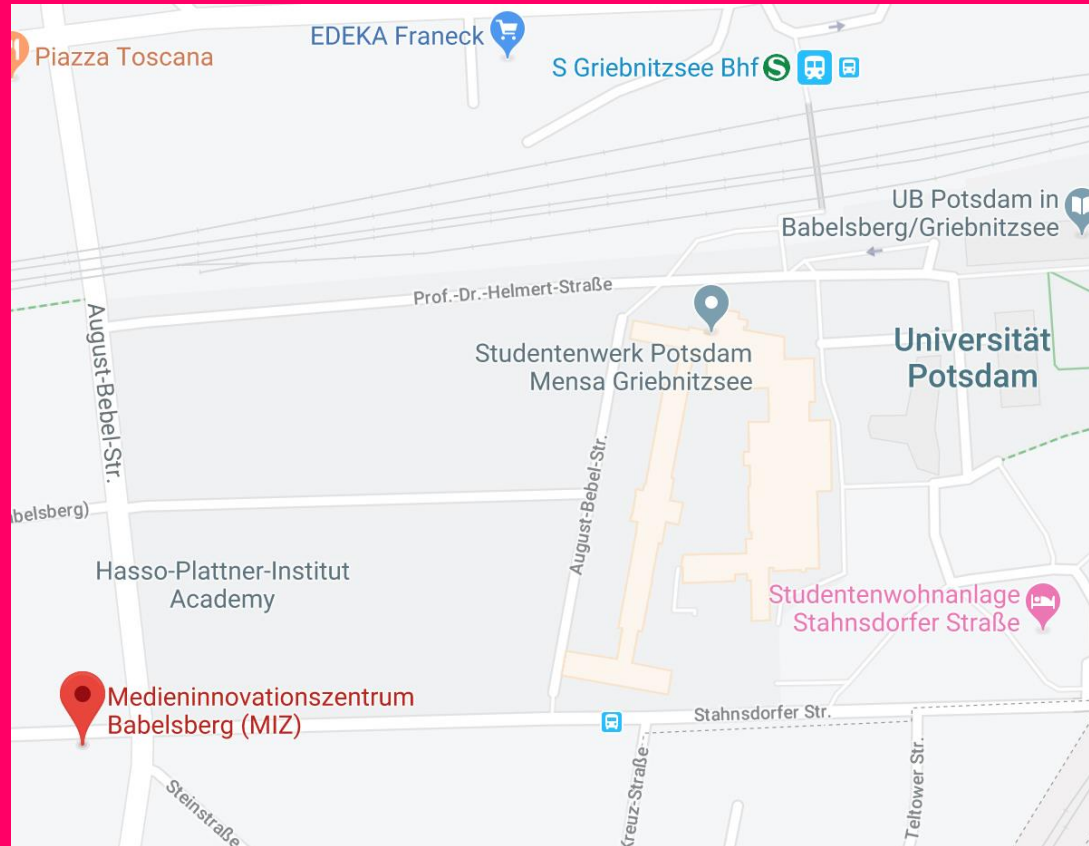 EDEKA Franeck
Piazza Toscana
S Griebnitzsee Bhf S
UB Potsdam in
Babelsberg/Griebnitzsee
Prof.-Dr.-Helmert-Straße
August-Bebel-Str.
Studentenwerk Potsdam
Mensa Griebnitzsee
Universität
Potsdam
August-Bebel-Str.
belsberg)
Hasso-Plattner-Institut
Academy
Studentenwohnanlage
Stahnsdorfer Straße
Medieninnovationszentrum
Babelsberg (MIZ)
Stahnsdorfer Str.
Steinstraße
Kreuz-Straße
Teltower Str.